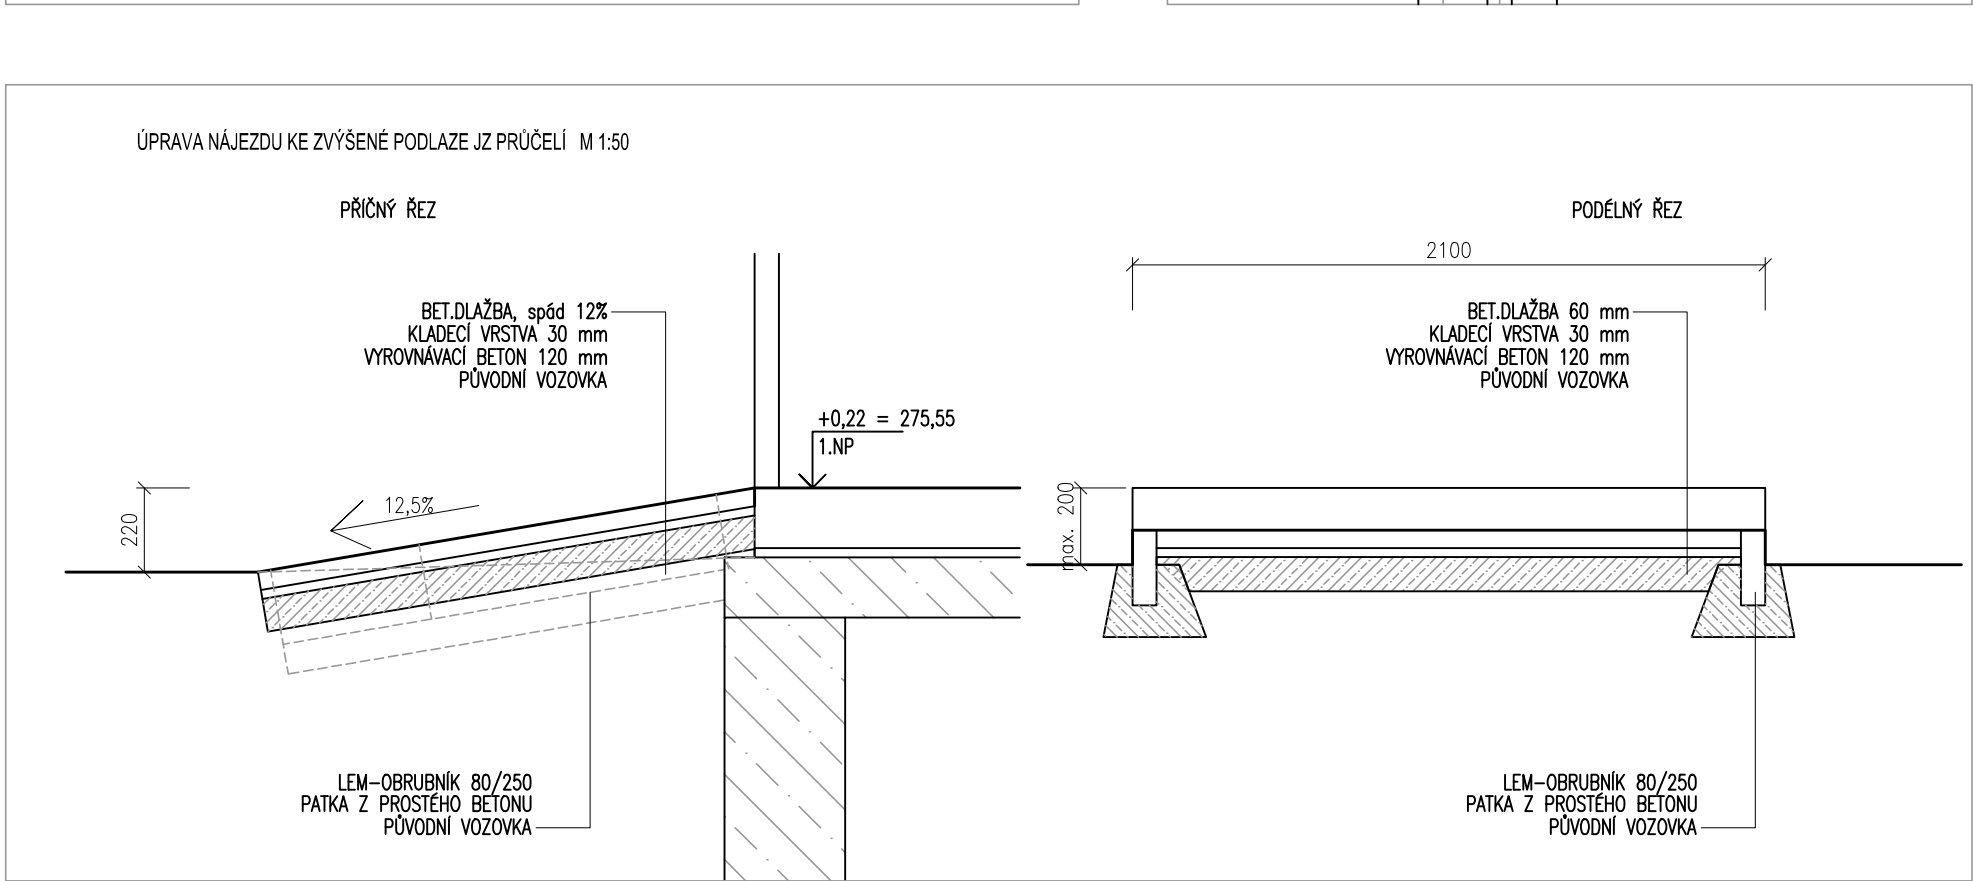 ÚPRAVA NÁJEZDU KE ZVÝŠENÉ PODLAZE JZ PRŮČELÍ M 1:50
PŘÍČNÝ ŘEZ
BET.DLAŽBA, spád 12%
KLADECÍ VRSTVA 30 mm
VYROVNÁVACÍ BETON 120 mm
PŮVODNÍ VOZOVKA
+0,22 = 275,55
1.NP
12,5%
220
LEM-OBRUBNÍK 80/250
PATKA Z PROSTÉHO BETONU
PŮVODNÍ VOZOVKA
PODÉLNÝ ŘEZ
2100
BET.DLAŽBA 60 mm
KLADECÍ VRSTVA 30 mm
VYROVNÁVACÍ BETON 120 mm
PŮVODNÍ VOZOVKA
max. 200
LEM-OBRUBNÍK 80/250
PATKA Z PROSTÉHO BETONU
PŮVODNÍ VOZOVKA